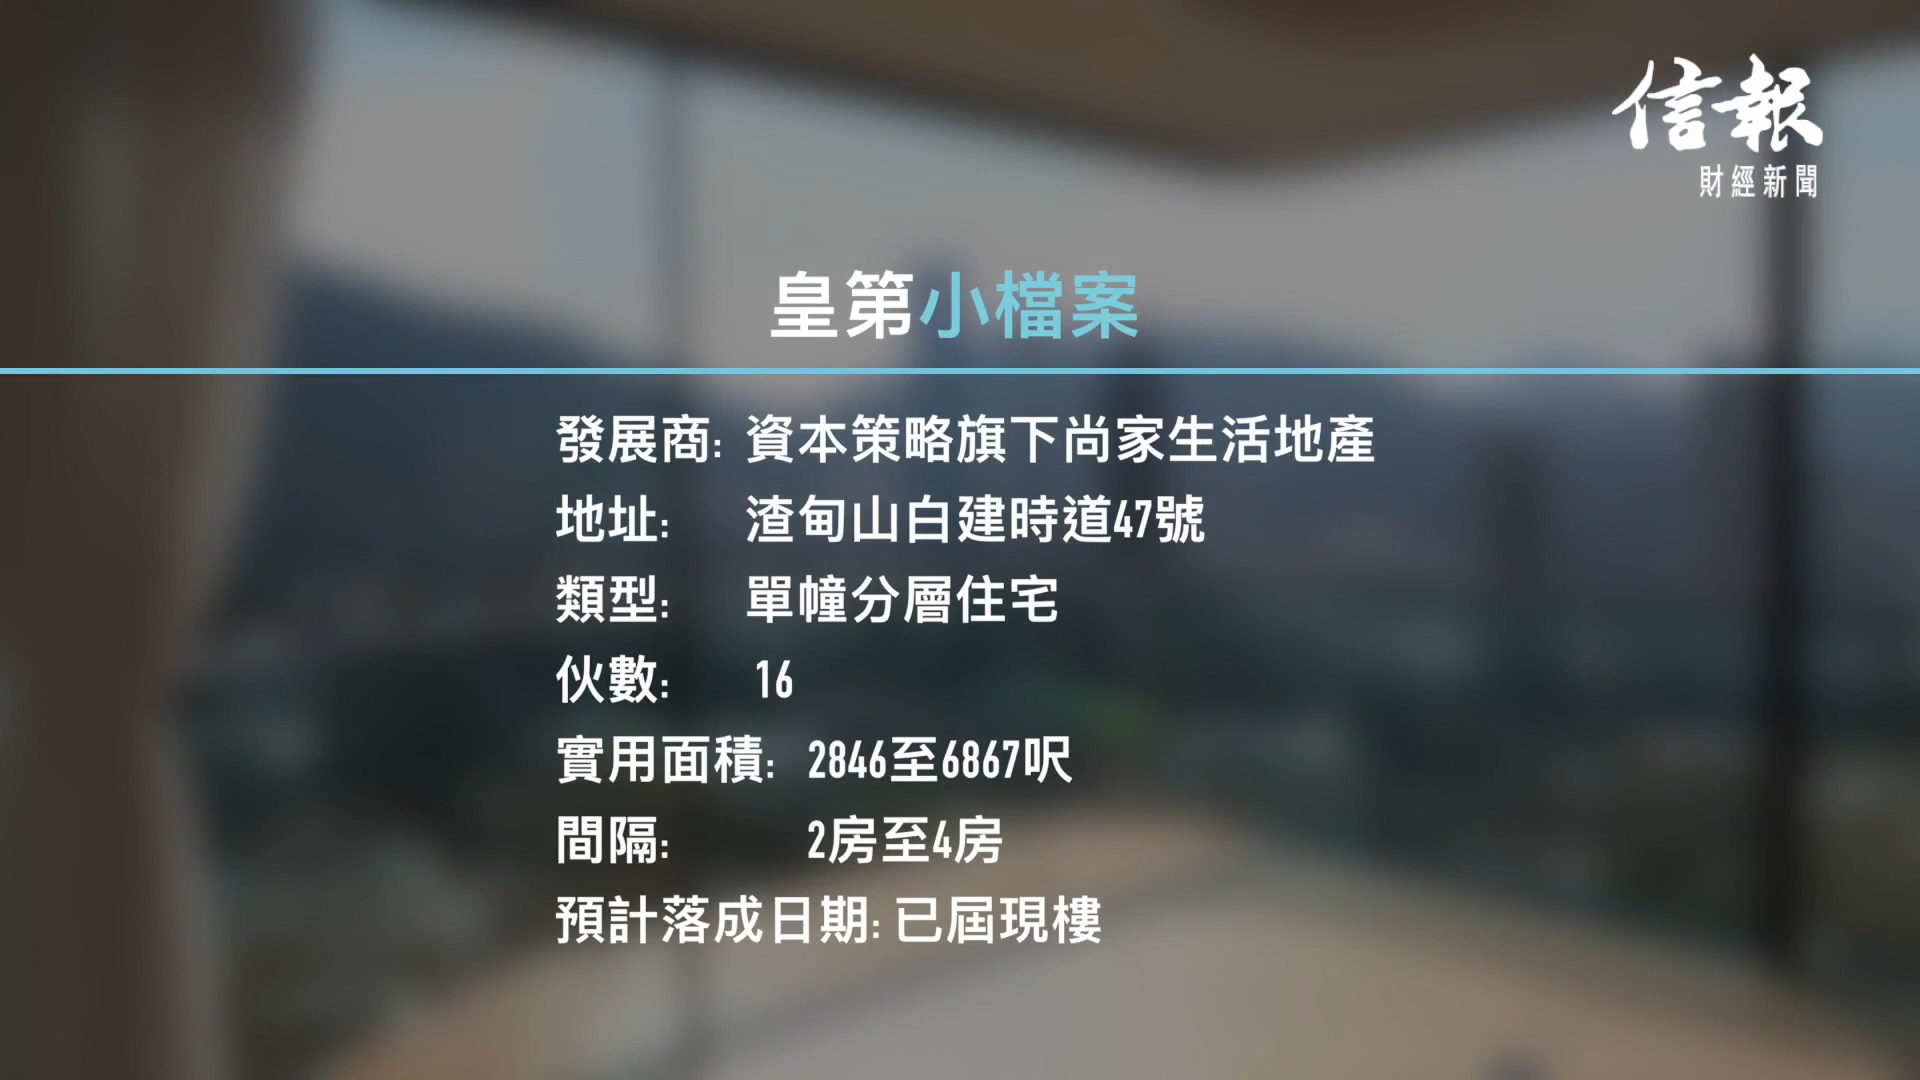 信報
財經新聞
皇第小檔案
發展商: 資本策略旗下尚家生活地產
地址: 渣甸山白建時道47號
類型: 單幢分層住宅
伙數: 16
實用面積: 2846至6867呎
間隔: 2房至4房
預計落成日期: 已屆現樓